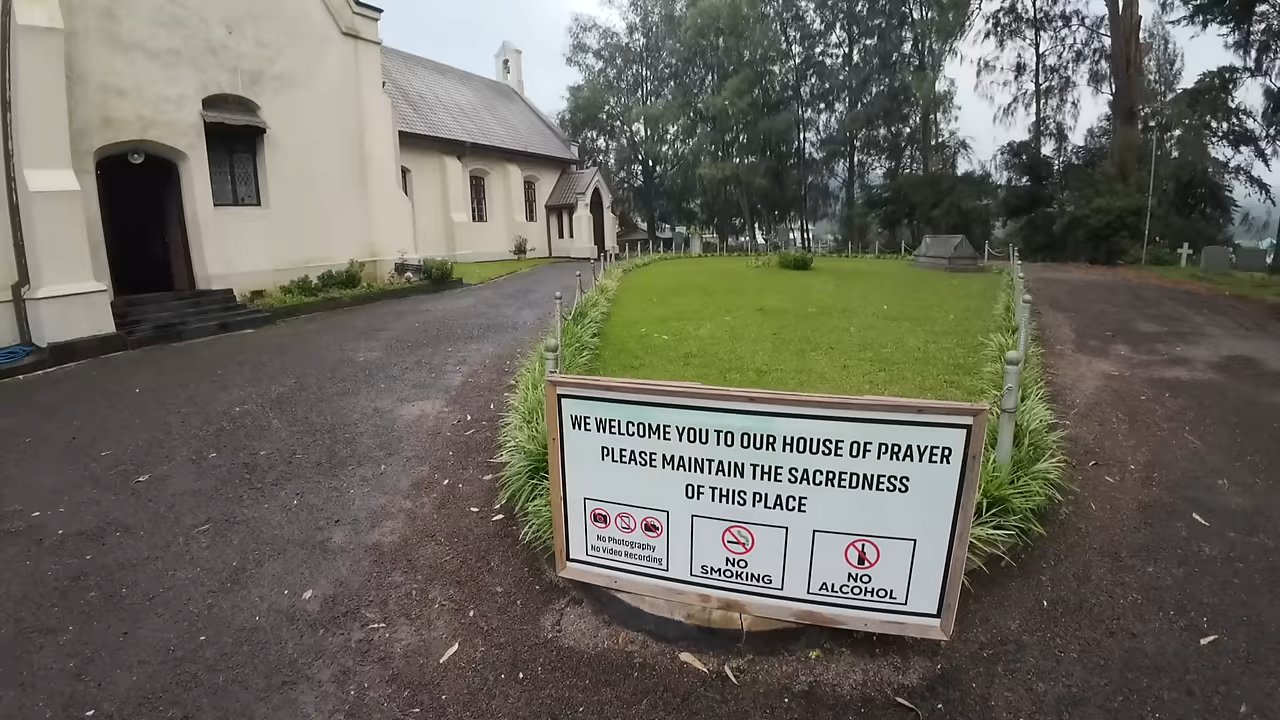 WE WELCOME YOU TO OUR HOUSE OF PRAYER
PLEASE MAINTAIN THE SACREDNESS
OF THIS PLACE
No Photography
No Video Recording
NO
SMOKING
NO
ALCOHOL